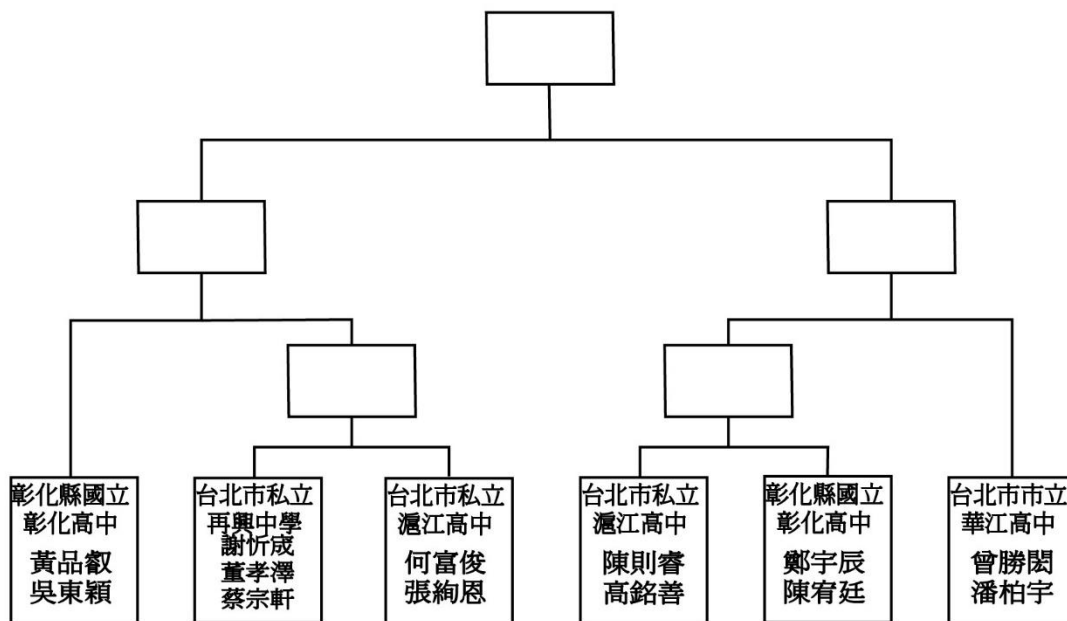 彰化縣國立
彰化高中
黃品叡
吳東穎
台北市私立
再興中學
謝忻宬
董孝澤
蔡宗軒
台北市私立
滬江高中
何富俊
張絢恩
台北市私立
滬江高中
陳則睿
高銘善
彰化縣國立
彰化高中
鄭宇辰
陳宥廷
台北市市立
華江高中
曾勝閎
潘柏宇